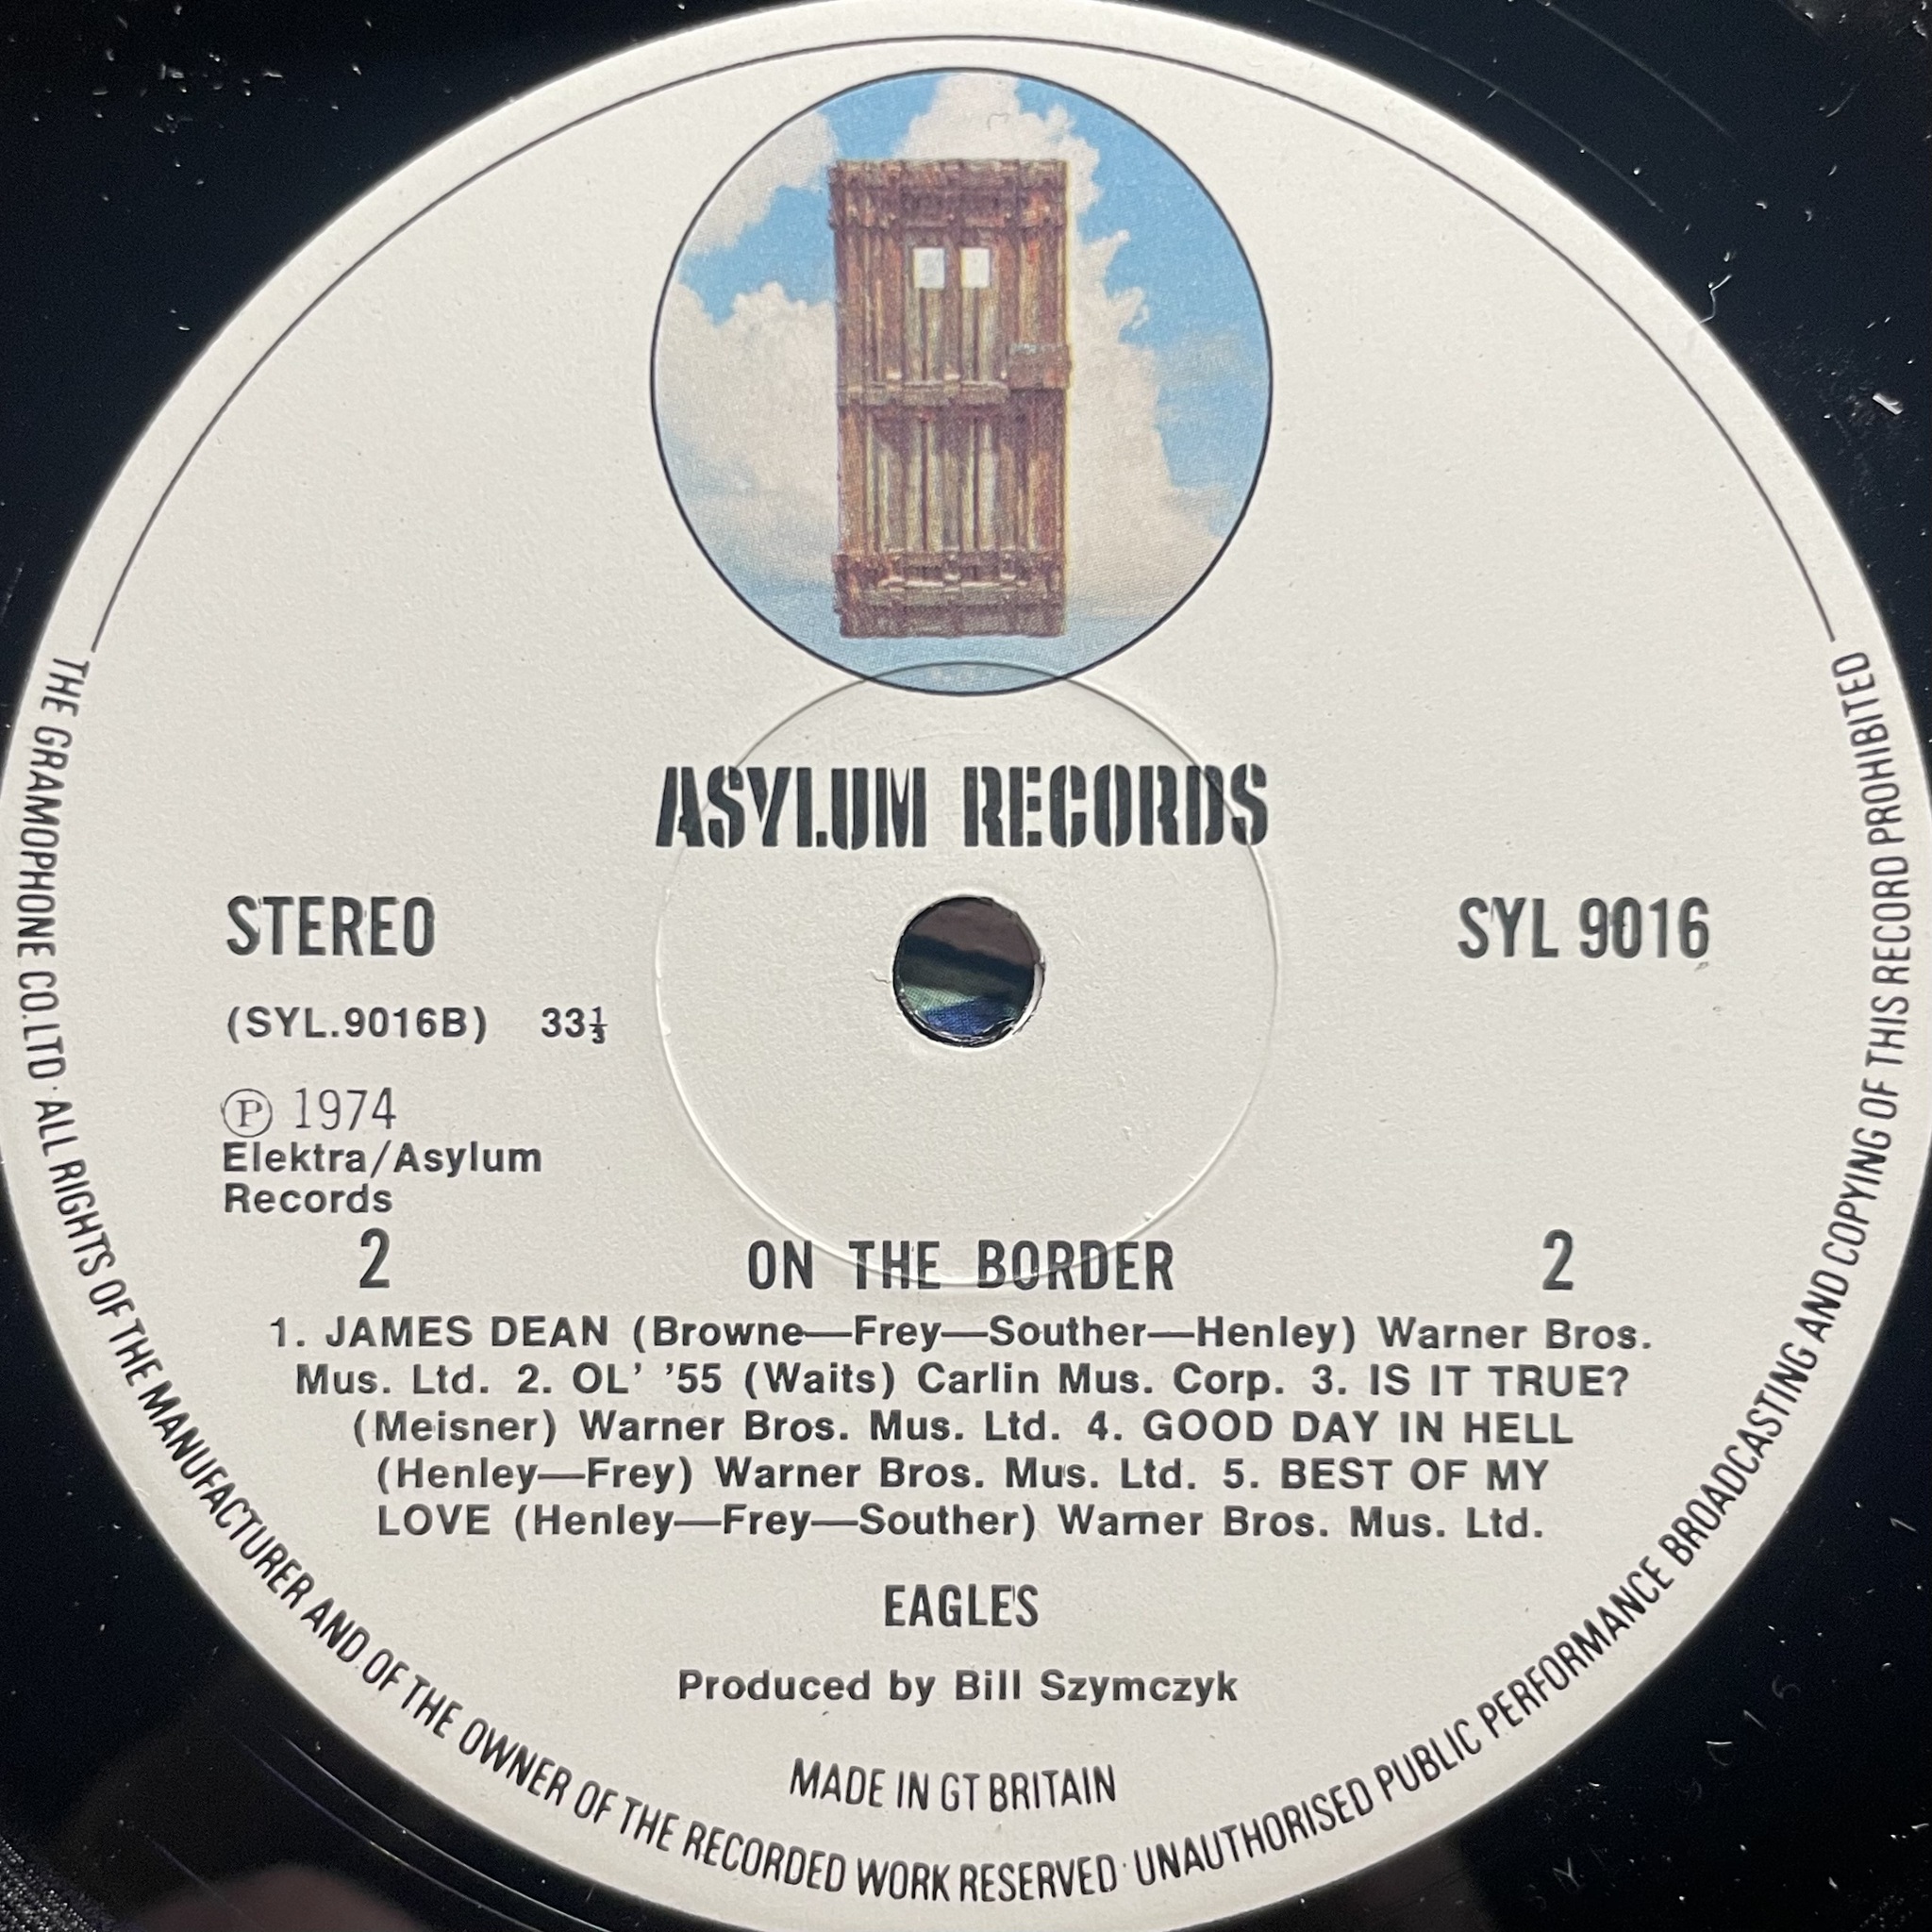 ASYLUM RECORDS
STEREO
SYL 9016
(SYL.9016B) 33⅓
Ⓟ 1974
Elektra/Asylum
Records
2 ON THE BORDER 2
1. JAMES DEAN (Browne—Frey—Souther—Henley) Warner Bros.
Mus. Ltd. 2. OL' '55 (Waits) Carlin Mus. Corp. 3. IS IT TRUE?
(Meisner) Warner Bros. Mus. Ltd. 4. GOOD DAY IN HELL
(Henley—Frey) Warner Bros. Mus. Ltd. 5. BEST OF MY
LOVE (Henley—Frey—Souther) Warner Bros. Mus. Ltd.
EAGLES
Produced by Bill Szymczyk
MADE IN GT BRITAIN
THE GRAMOPHONE CO.LTD · ALL RIGHTS OF THE MANUFACTURER AND OF THE OWNER OF THE RECORDED WORK RESERVED · UNAUTHORISED PUBLIC PERFORMANCE BROADCASTING AND COPYING OF THIS RECORD PROHIBITED